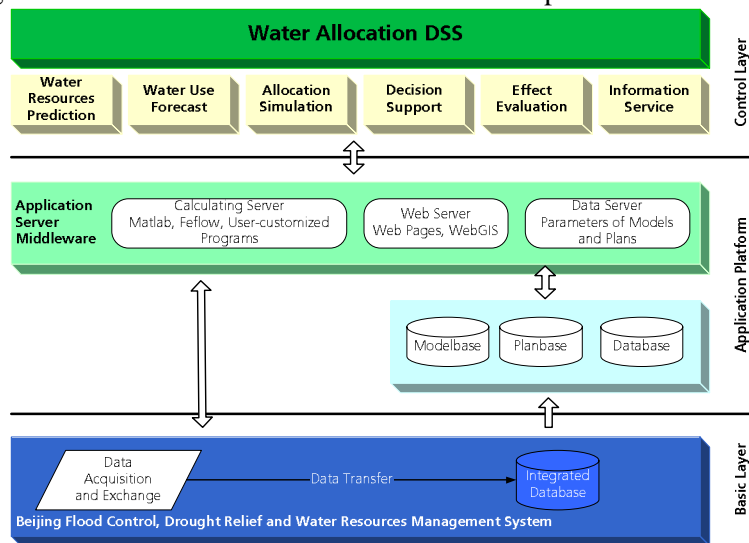 Water Allocation DSS
Water
Resources
Prediction
Water Use
Forecast
Allocation
Simulation
Decision
Support
Effect
Evaluation
Information
Service
Control Layer
Application
Server
Middleware
Calculating Server
Matlab, Feflow, User-customized
Programs
Web Server
Web Pages, WebGIS
Data Server
Parameters of Models
and Plans
Application Platform
Modelbase
Planbase
Database
Data
Acquisition
and Exchange
Data Transfer
Integrated
Database
Beijing Flood Control, Drought Relief and Water Resources Management System
Basic Layer